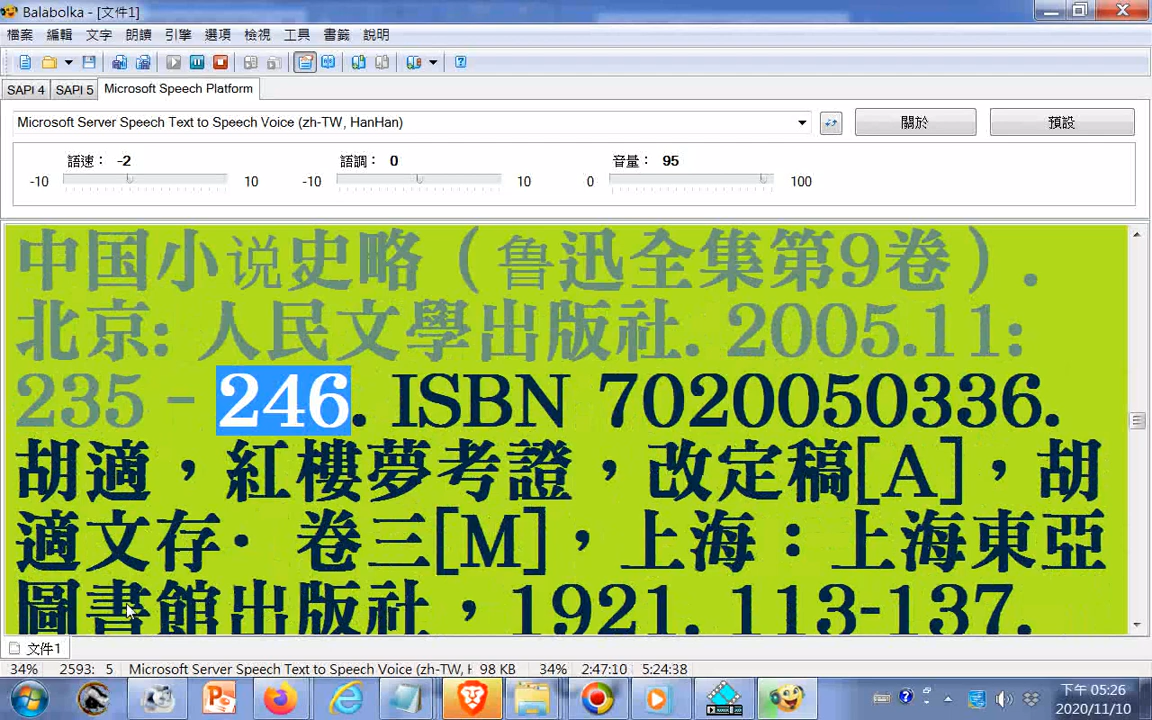 Balabolka - [文件1]
檔案 編輯 文字 朗讀 引擎 選項 檢視 工具 書籤 說明
SAPI 4 SAPI 5 Microsoft Speech Platform
Microsoft Server Speech Text to Speech Voice (zh-TW, HanHan) 關於 預設
語速： -2 語調： 0 音量： 95
-10 10 -10 10 0 100
中国小说史略（鲁迅全集第9卷）.
北京: 人民文學出版社. 2005.11:
235 - 246. ISBN 7020050336.
胡適，紅樓夢考證，改定稿[A]，胡
適文存· 卷三[M]，上海：上海東亞
圖書館出版社，1921. 113-137.
文件1
34% 2593: 5 Microsoft Server Speech Text to Speech Voice (zh-TW, H 98 KB 34% 2:47:10 5:24:38
下午 05:26
2020/11/10